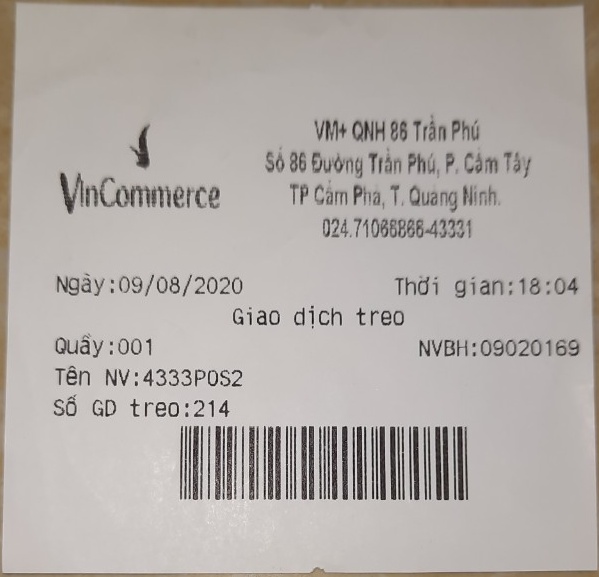 VinCommerce
VM+ QNH 86 Trần Phú
Số 86 Đường Trần Phú, P. Cẩm Tây
TP Cẩm Phả, T. Quảng Ninh.
024.71066866-43331
Ngày:09/08/2020 Thời gian:18:04
Giao dịch treo
Quầy:001 NVBH:09020169
Tên NV:4333POS2
Số GD treo:214